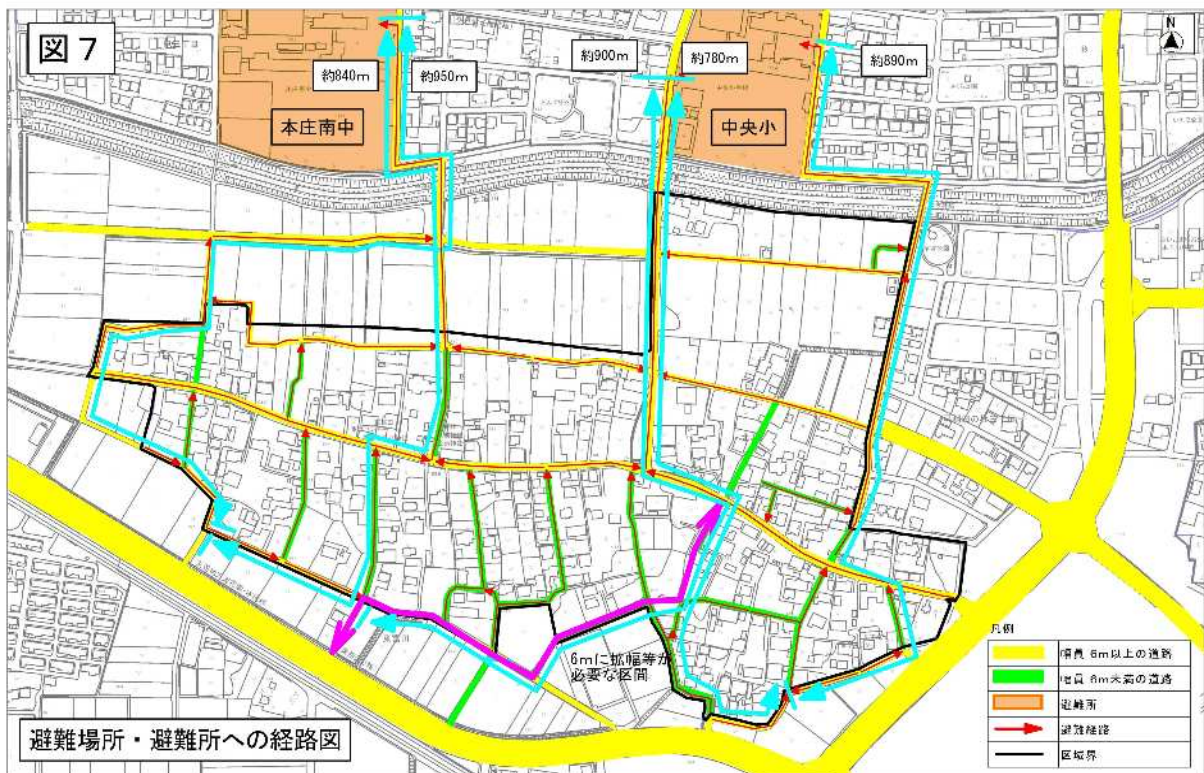 図7
N
約840m
約950m
約900m
約780m
約890m
本庄南中
中央小
6mに拡幅等が
必要な区間
避難場所・避難所への経路図
凡例
幅員 6m以上の道路
幅員 6m未満の道路
避難所
避難経路
区域界